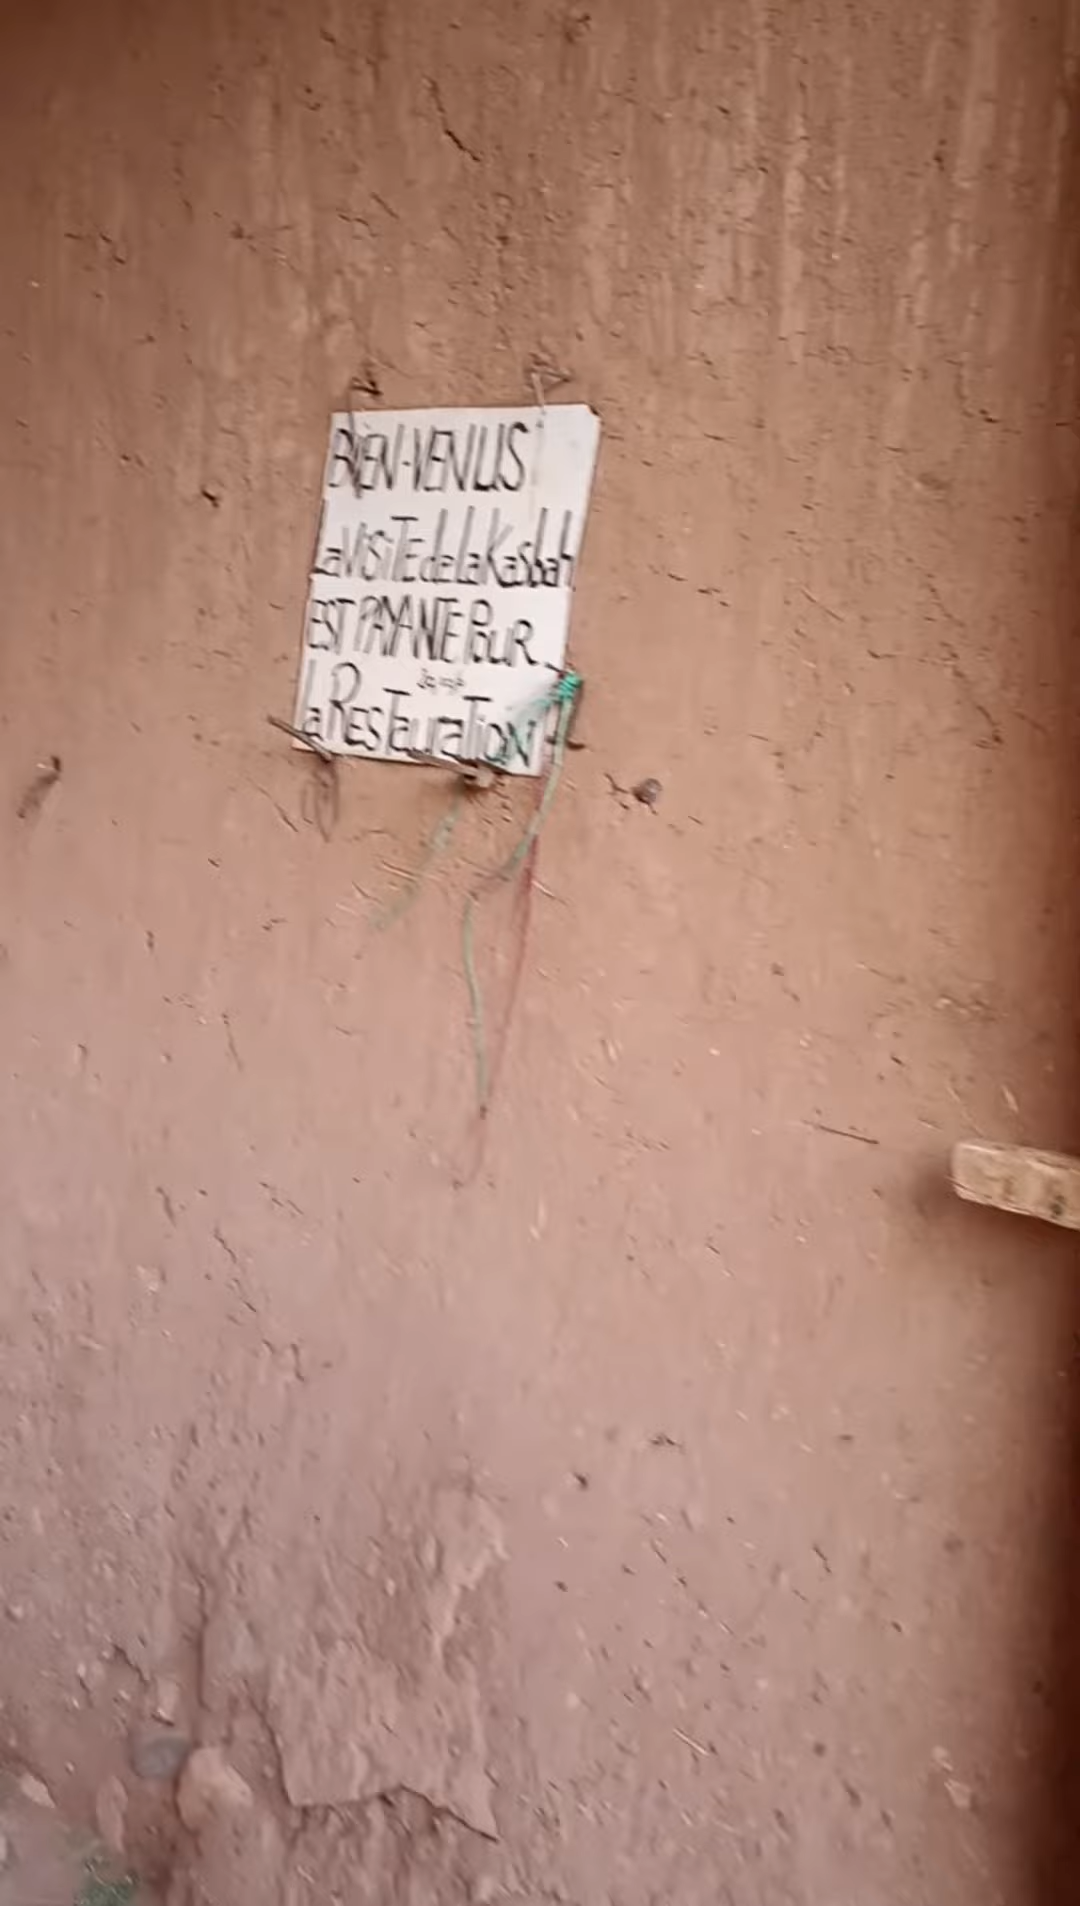 BIEN-VENUS
La VISITE de La Kasbah
EST PAYANTE POUR
La RESTauraTioN